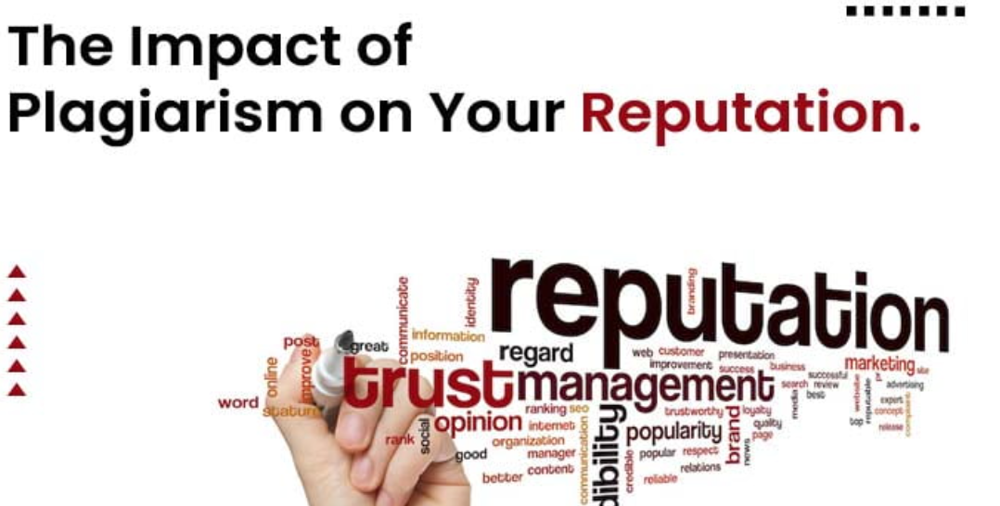 The Impact of
Plagiarism on Your Reputation.
reputation
branding
identity
communicate
information
post
great
position
regard
web customer presentation
improvement success business
marketing site
online
improve
trust management
successful
search review
best
media
website
pr
reputable
advertising
expert
concept
complaint
word
stature
ranking seo
trustworthy loyalty
opinion internet
popularity
brand
quality
page
top
release
rank
social
organization
communication
dibility
credible
news
good
manager
popular respect
better content
relations
reliable